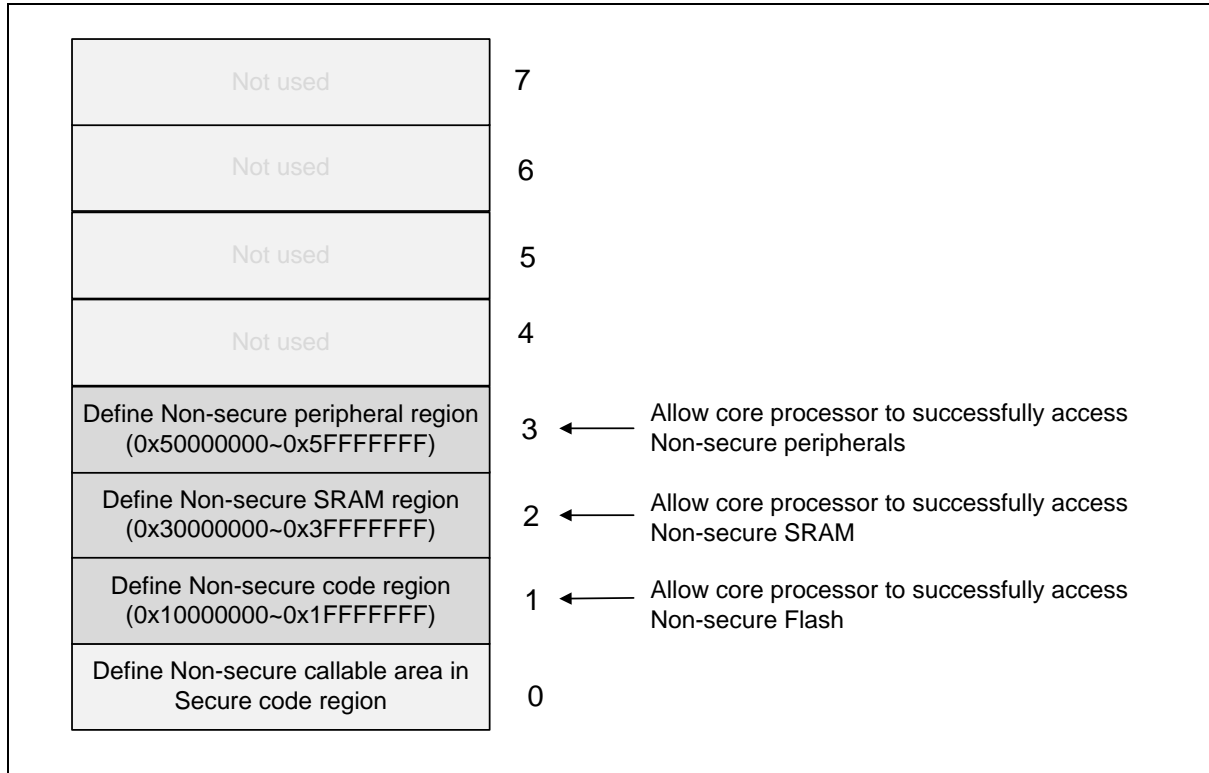 Not used
7
Not used
6
Not used
5
Not used
4
Define Non-secure peripheral region
(0x50000000~0x5FFFFFFF)
3
Allow core processor to successfully access
Non-secure peripherals
Define Non-secure SRAM region
(0x30000000~0x3FFFFFFF)
2
Allow core processor to successfully access
Non-secure SRAM
Define Non-secure code region
(0x10000000~0x1FFFFFFF)
1
Allow core processor to successfully access
Non-secure Flash
Define Non-secure callable area in
Secure code region
0